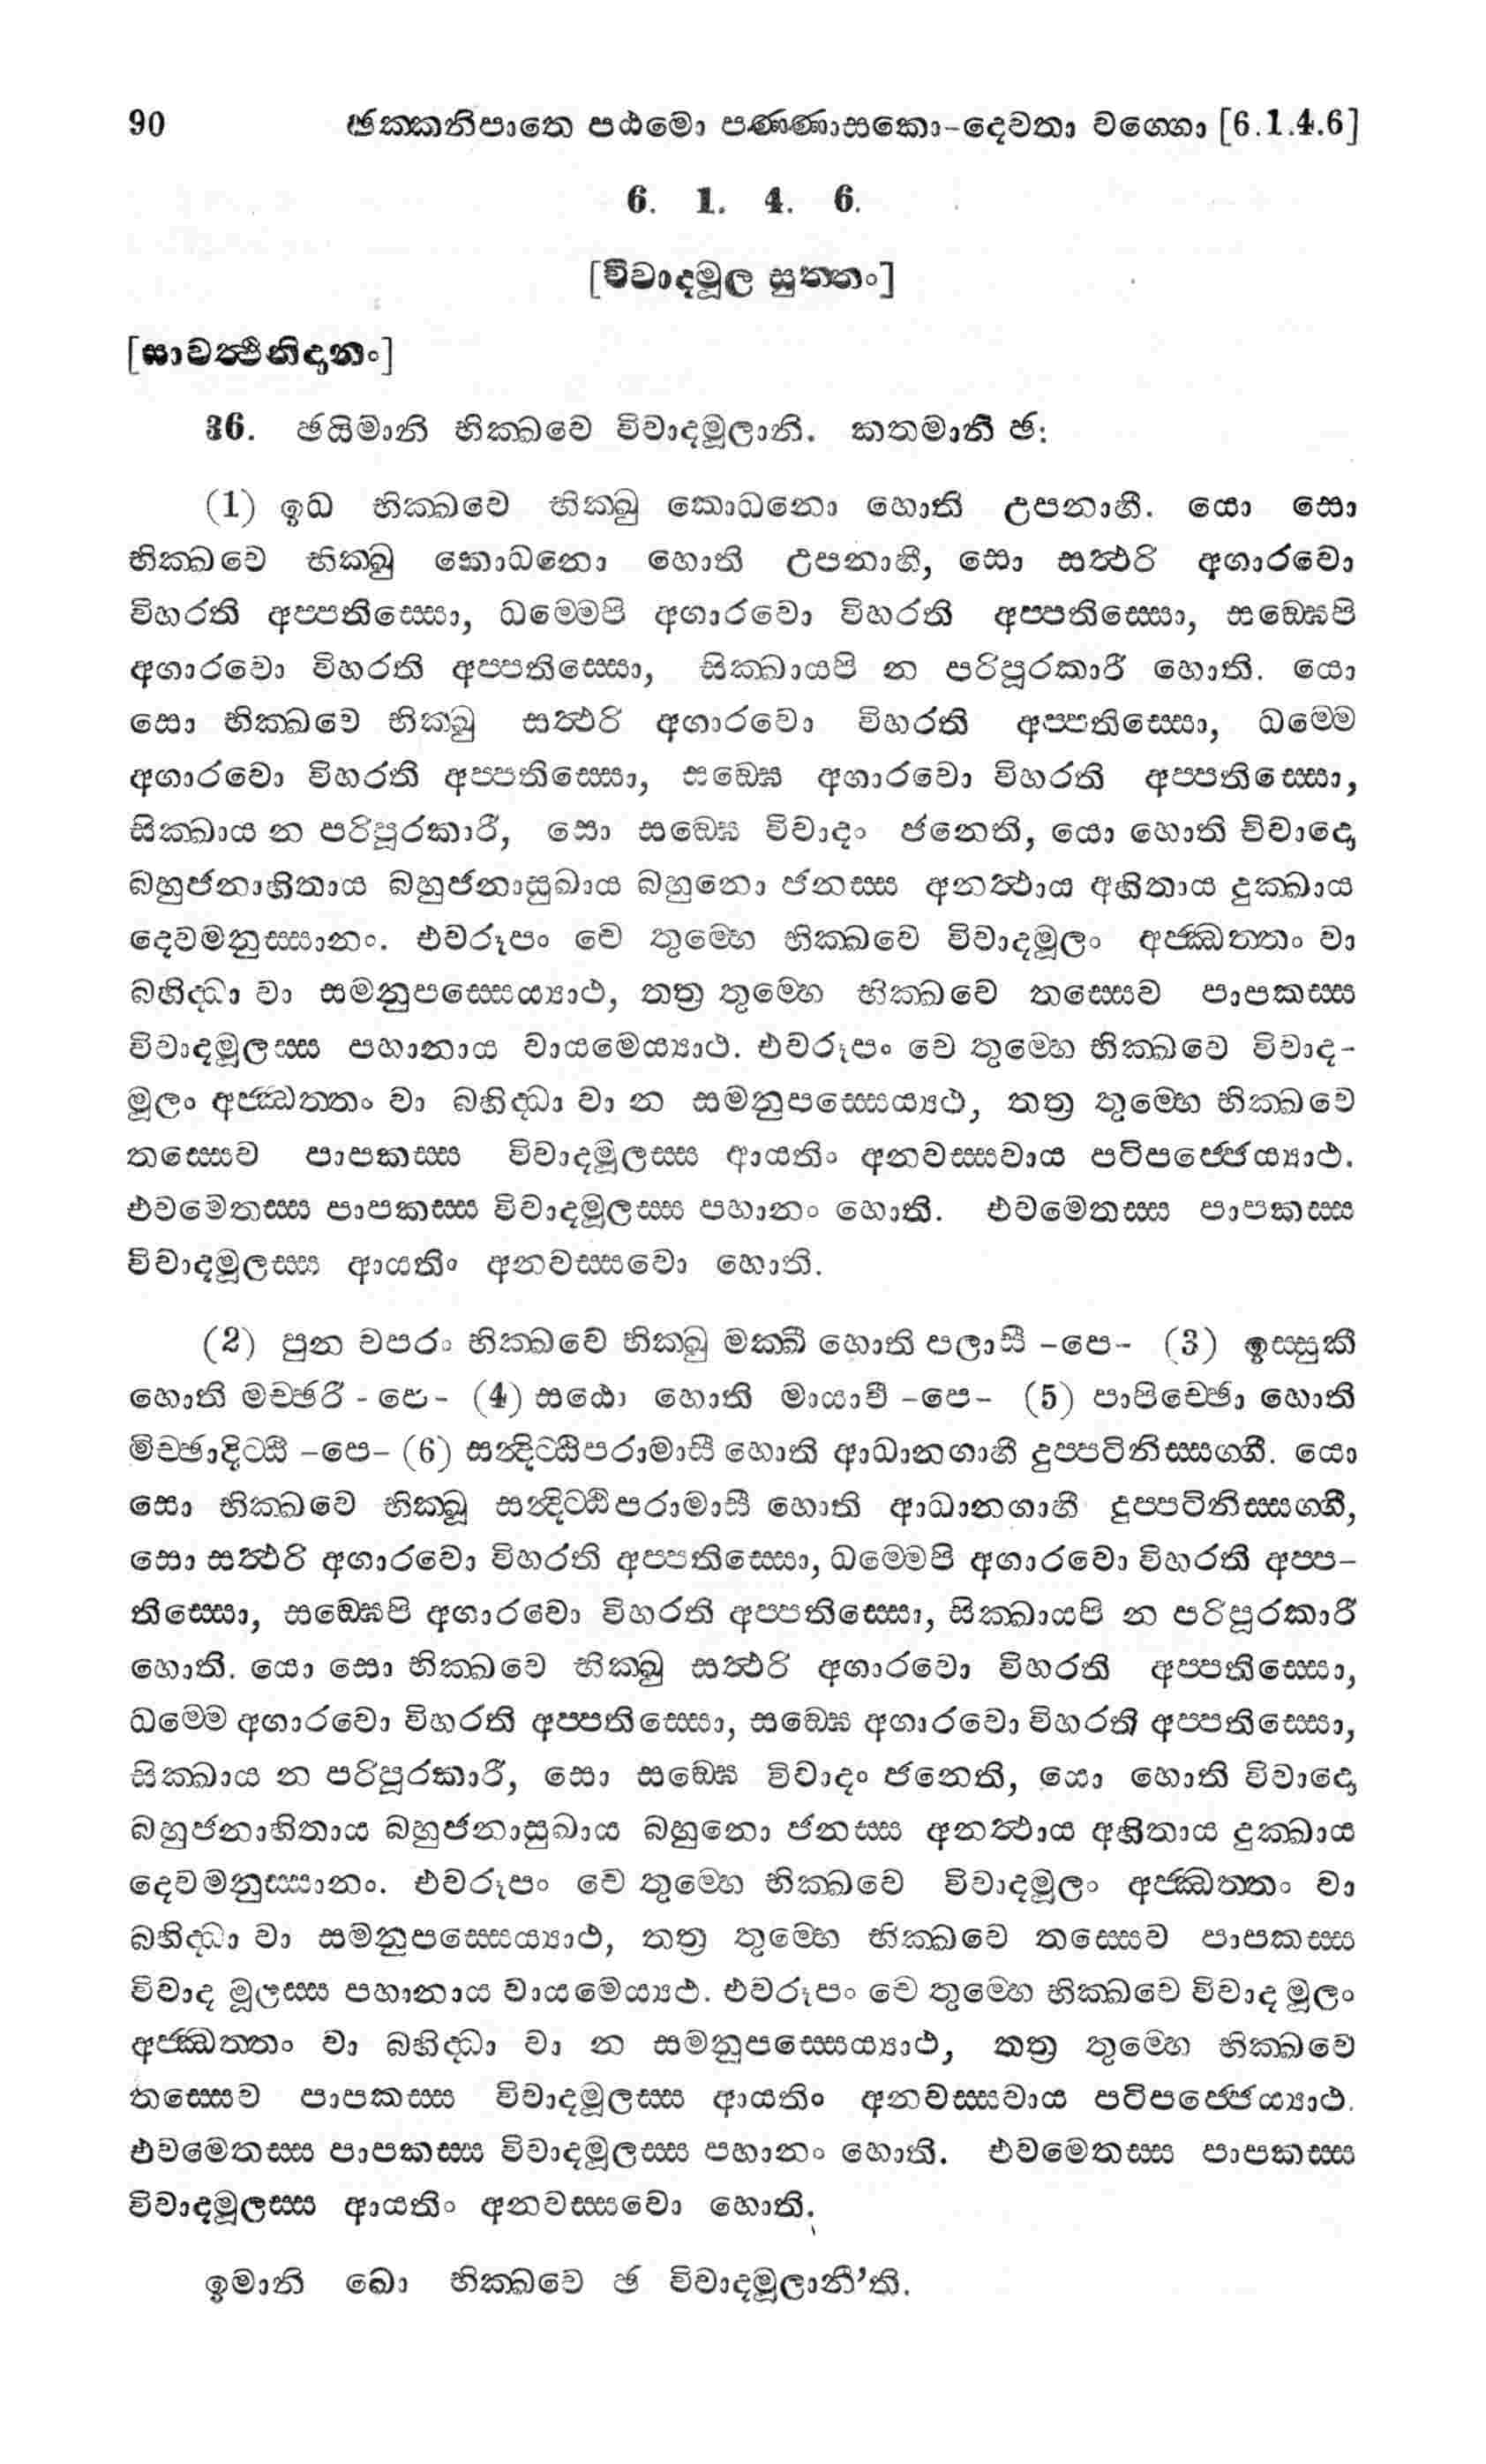 90 ඡක්කනිපාතෙ පඨමො පණ්ණාසකො-දෙවතා වග්ගො [6.1.4.6]
6. 1. 4. 6.
[විවාදමූල සුත්තං]
[සාවත්ථිනිදානං]
36. ඡයිමානි භික්ඛවෙ විවාදමූලානි. කතමානි ඡ:
(1) ඉධ භික්ඛවෙ භික්ඛු කොධනො හොති උපනාහී. යො සො
භික්ඛවෙ භික්ඛු කොධනො හොති උපනාහී, සො සත්ථරි අගාරවො
විහරති අප්පතිස්සො, ධම්මෙපි අගාරවො විහරති අප්පතිස්සො, සඞ්ඝෙපි
අගාරවො විහරති අප්පතිස්සො, සික්ඛායපි න පරිපූරකාරී හොති. යො
සො භික්ඛවෙ භික්ඛු සත්ථරි අගාරවො විහරති අප්පතිස්සො, ධම්මෙ
අගාරවො විහරති අප්පතිස්සො, සඞ්ඝෙ අගාරවො විහරති අප්පතිස්සො,
සික්ඛාය න පරිපූරකාරී, සො සඞ්ඝෙ විවාදං ජනෙති, යො හොති විවාදො
බහුජනාහිතාය බහුජනාසුඛාය බහුනො ජනස්ස අනත්ථාය අහිතාය දුක්ඛාය
දෙවමනුස්සානං. එවරූපං චෙ තුම්හෙ භික්ඛවෙ විවාදමූලං අජ්ඣත්තං වා
බහිද්ධා වා සමනුපස්සෙය්‍යාථ, තත්‍ර තුම්හෙ භික්ඛවෙ තස්සෙව පාපකස්ස
විවාදමූලස්ස පහානාය වායමෙය්‍යාථ. එවරූපං චෙ තුම්හෙ භික්ඛවෙ විවාද-
මූලං අජ්ඣත්තං වා බහිද්ධා වා න සමනුපස්සෙය්‍යථ, තත්‍ර තුම්හෙ භික්ඛවෙ
තස්සෙව පාපකස්ස විවාදමූලස්ස ආයතිං අනවස්සවාය පටිපජ්ජෙය්‍යාථ.
එවමෙතස්ස පාපකස්ස විවාදමූලස්ස පහානං හොති. එවමෙතස්ස පාපකස්ස
විවාදමූලස්ස ආයතිං අනවස්සවො හොති.
(2) පුන චපරං භික්ඛවෙ භික්ඛු මක්ඛී හොති පලාසී -පෙ- (3) ඉස්සුකී
හොති මච්ඡරී - පෙ- (4) සඨො හොති මායාවී -පෙ- (5) පාපිච්ඡො හොති
මිච්ඡාදිට්ඨි -පෙ- (6) සන්දිට්ඨිපරාමාසී හොති ආධානගාහී දුප්පටිනිස්සග්ගී. යො
සො භික්ඛවෙ භික්ඛූ සන්දිට්ඨිපරාමාසී හොති ආධානගාහී දුප්පටිනිස්සග්ගී,
සො සත්ථරි අගාරවො විහරති අප්පතිස්සො, ධම්මෙපි අගාරවො විහරති අප්ප-
තිස්සො, සඞ්ඝෙපි අගාරවො විහරති අප්පතිස්සො, සික්ඛායපි න පරිපූරකාරී
හොති. යො සො භික්ඛවෙ භික්ඛු සත්ථරි අගාරවො විහරති අප්පතිස්සො,
ධම්මෙ අගාරවො විහරති අප්පතිස්සො, සඞ්ඝෙ අගාරවො විහරති අප්පතිස්සො,
සික්ඛාය න පරිපූරකාරී, සො සඞ්ඝෙ විවාදං ජනෙති, යො හොති විවාදො
බහුජනාහිතාය බහුජනාසුඛාය බහුනො ජනස්ස අනත්ථාය අහිතාය දුක්ඛාය
දෙවමනුස්සානං. එවරූපං චෙ තුම්හෙ භික්ඛවෙ විවාදමූලං අජ්ඣත්තං වා
බහිද්ධා වා සමනුපස්සෙය්‍යාථ, තත්‍ර තුම්හෙ භික්ඛවෙ තස්සෙව පාපකස්ස
විවාද මූලස්ස පහානාය වායමෙය්‍යථ. එවරූපං චෙ තුම්හෙ භික්ඛවෙ විවාද මූලං
අජ්ඣත්තං වා බහිද්ධා වා න සමනුපස්සෙය්‍යාථ, තත්‍ර තුම්හෙ භික්ඛවෙ
තස්සෙව පාපකස්ස විවාදමූලස්ස ආයතිං අනවස්සවාය පටිපජ්ජෙය්‍යාථ.
එවමෙතස්ස පාපකස්ස විවාදමූලස්ස පහානං හොති. එවමෙතස්ස පාපකස්ස
විවාදමූලස්ස ආයතිං අනවස්සවො හොති.
ඉමානි ඛො භික්ඛවෙ ඡ විවාදමූලානී'ති.